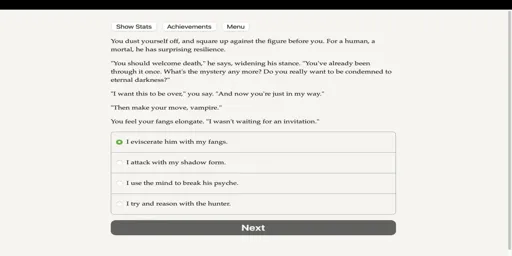 Show Stats
Achievements
Menu
You dust yourself off, and square up against the figure before you. For a human, a
mortal, he has surprising resilience.
"You should welcome death," he says, widening his stance. "You've already been
through it once. What's the mystery any more? Do you really want to be condemned to
eternal darkness?"
"I want this to be over," you say. "And now you're just in my way."
"Then make your move, vampire."
You feel your fangs elongate. "I wasn't waiting for an invitation."
I eviscerate him with my fangs.
I attack with my shadow form.
I use the mind to break his psyche.
I try and reason with the hunter.
Next